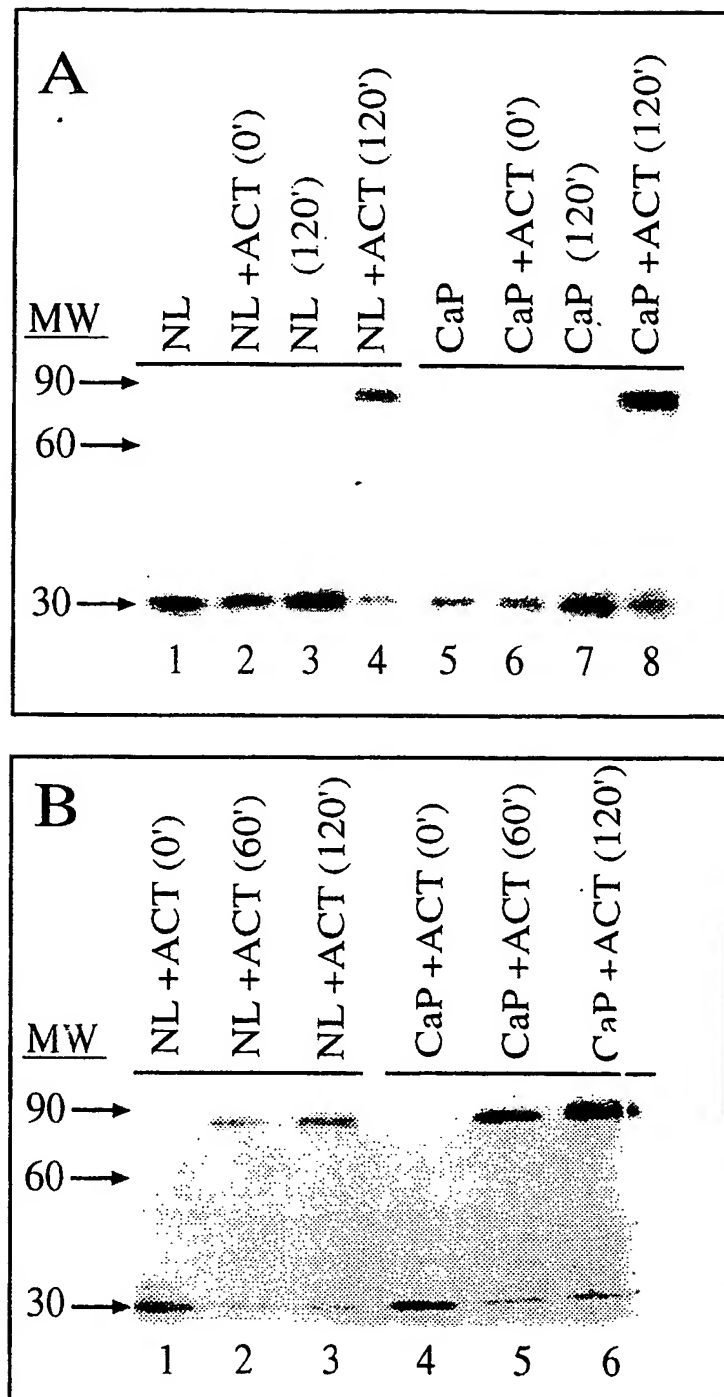 A
NL
NL +ACT (0')
NL (120')
NL +ACT (120')
CaP
CaP +ACT (0')
CaP (120')
CaP +ACT (120')
MW
90
60
30
1 2 3 4 5 6 7 8
B
NL +ACT (0')
NL +ACT (60')
NL +ACT (120')
CaP +ACT (0')
CaP +ACT (60')
CaP +ACT (120')
MW
90
60
30
1 2 3 4 5 6